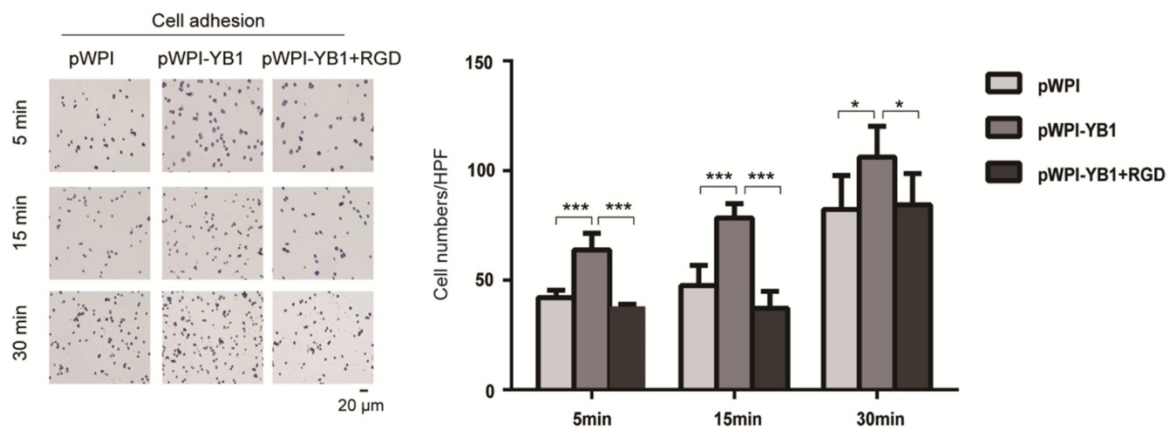 Cell adhesion
pWPI pWPI-YB1 pWPI-YB1+RGD
5 min
15 min
30 min
20 µm
Cell numbers/HPF
150
100
50
0
*** ***
*** ***
* *
5min 15min 30min
pWPI
pWPI-YB1
pWPI-YB1+RGD